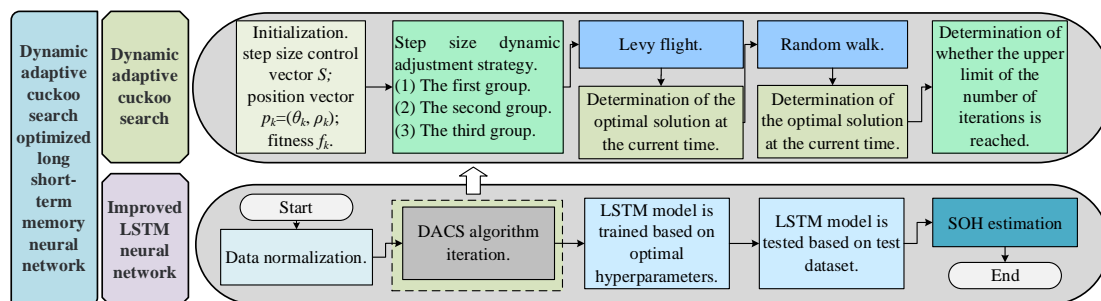 Dynamic
adaptive
cuckoo
search
optimized
long
short-
term
memory
neural
network
Dynamic
adaptive
cuckoo
search
Initialization.
step size control
vector S;
position vector
pₖ=(θₖ, ρₖ);
fitness fₖ.
Step size dynamic
adjustment strategy.
(1) The first group.
(2) The second group.
(3) The third group.
Levy flight.
Determination of the
optimal solution at
the current time.
Random walk.
Determination of
the optimal solution
at the current time.
Determination of
whether the upper
limit of the
number of
iterations is
reached.
Improved
LSTM
neural
network
Start
Data normalization.
DACS algorithm
iteration.
LSTM model is
trained based on
optimal
hyperparameters.
LSTM model is
tested based on test
dataset.
SOH estimation
End